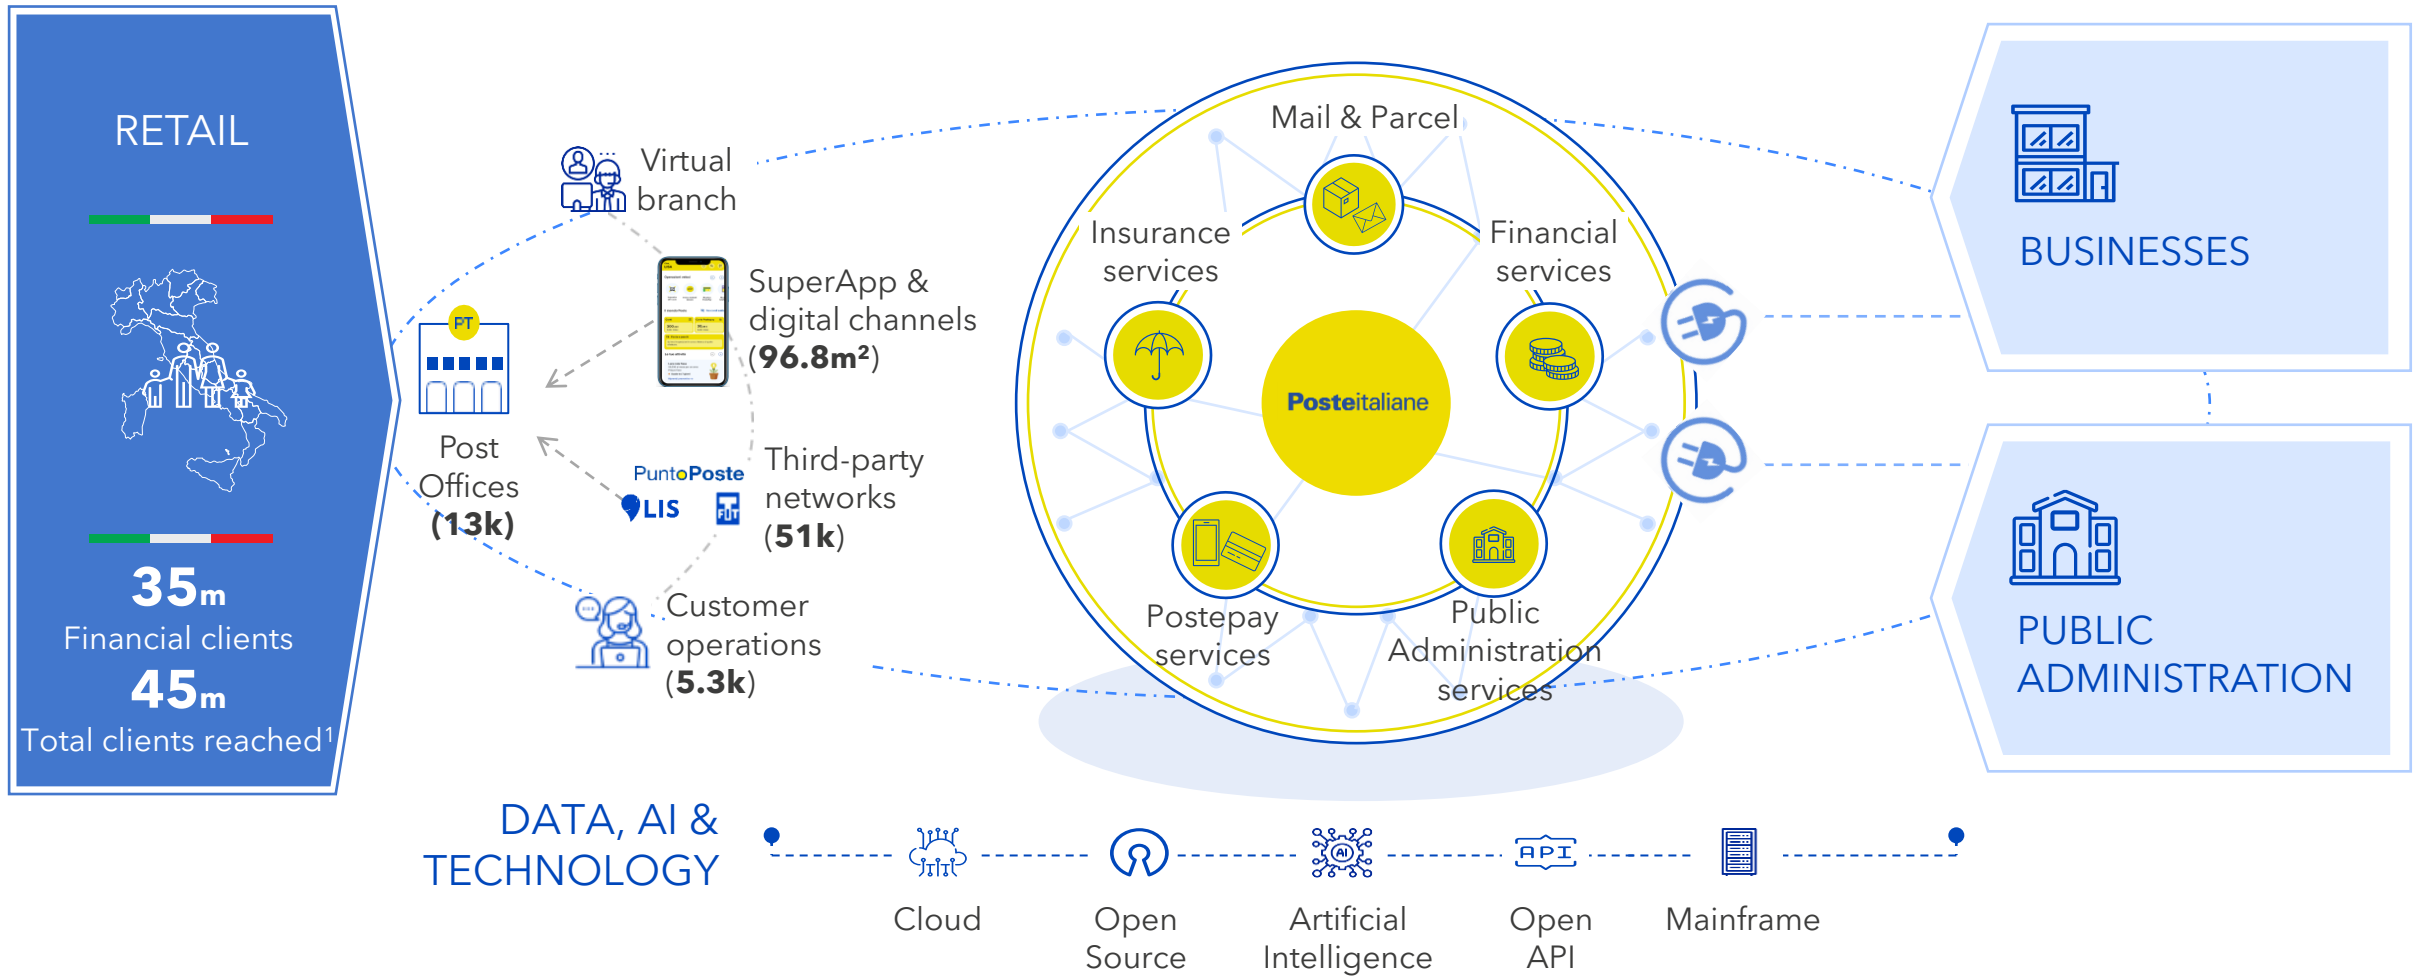 RETAIL
35m
Financial clients
45m
Total clients reached¹
Virtual
branch
SuperApp &
digital channels
(96.8m²)
PT
Post
Offices
(13k)
PuntoPoste
LIS
FIT
Third-party
networks
(51k)
Customer
operations
(5.3k)
Mail & Parcel
Insurance
services
Financial
services
Posteitaliane
Postepay
services
Public
Administration
services
BUSINESSES
PUBLIC
ADMINISTRATION
DATA, AI &
TECHNOLOGY
AI
API
Cloud
Open
Source
Artificial
Intelligence
Open
API
Mainframe